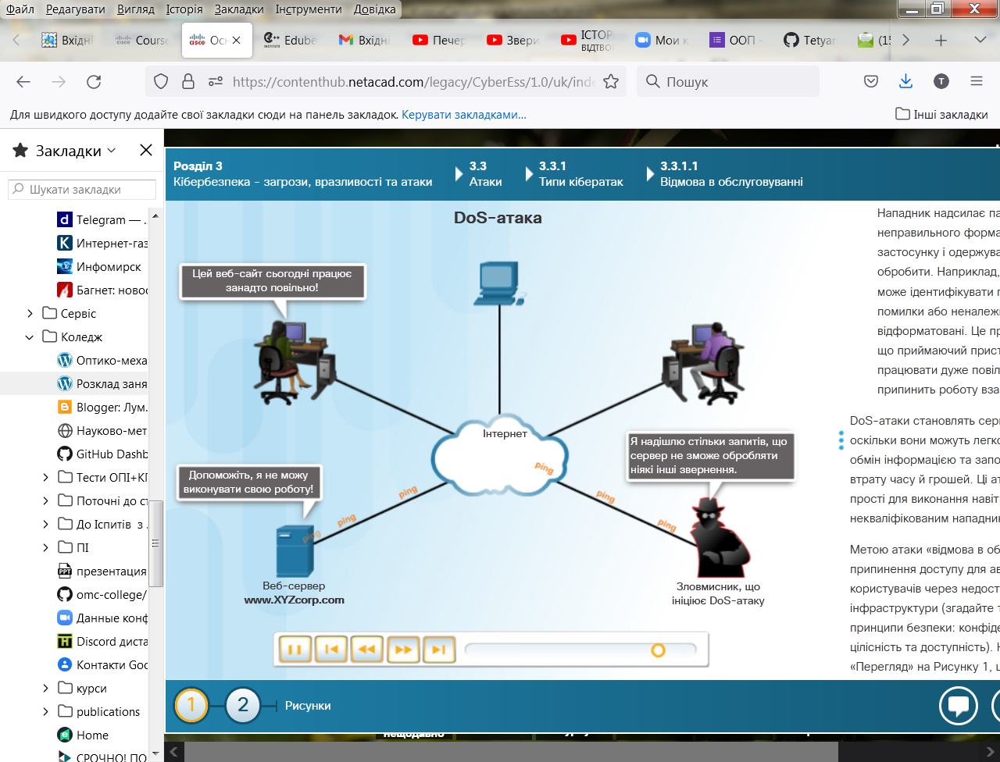 Файл Редагувати Вигляд Історія Закладки Інструменти Довідка
Вхідні
Course
Осн
Edube
Вхідні
Печер
Звери
ІСТОР
ВІДТВО
Мои к
ООП -
Tetyan
(15
https://contenthub.netacad.com/legacy/CyberEss/1.0/uk/inde
Пошук
Для швидкого доступу додайте свої закладки сюди на панель закладок. Керувати закладками...
Інші закладки
Закладки
Шукати закладки
Telegram — .
Интернет-газ
Инфомирск
Багнет: новос
Сервіс
Коледж
Оптико-меха
Розклад заня
Blogger: Лум.
Науково-мет
GitHub Dashb
Тести ОПІ+КГ
Поточні до ст
До Іспитів з .
ПІ
презентация
omc-college/
Данные конф
Discord диста
Контакти Goo
курси
publications
Home
СРОЧНО! ПО
Розділ 3
Кібербезпека - загрози, вразливості та атаки
3.3
Атаки
3.3.1
Типи кібератак
3.3.1.1
Відмова в обслуговуванні
DoS-атака
Цей веб-сайт сьогодні працює
занадто повільно!
Інтернет
Я надішлю стільки запитів, що
сервер не зможе обробляти
ніякі інші звернення.
Допоможіть, я не можу
виконувати свою роботу!
ping
ping
ping
ping
ping
ping
Веб-сервер
www.XYZcorp.com
Зловмисник, що
ініціює DoS-атаку
Нападник надсилає па
неправильного форма
застосунку і одержува
обробити. Наприклад,
може ідентифікувати п
помилки або неналежн
відформатовані. Це пр
що приймаючий прист
працювати дуже повіл
припинить роботу вза
DoS-атаки становлять сер
оскільки вони можуть легко
обмін інформацією та запо
втрату часу й грошей. Ці ат
прості для виконання навіт
некваліфікованим нападни
Метою атаки «відмова в об
припинення доступу для ав
користувачів через недост
інфраструктури (згадайте т
принципи безпеки: конфіде
цілісність та доступність). Н
«Перегляд» на Рисунку 1, щ
1
2
Рисунки
нещодавно